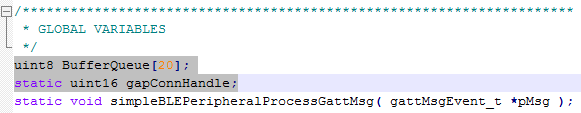 /******************************************************************************
 * GLOBAL VARIABLES
 */
uint8 BufferQueue[20];
static uint16 gapConnHandle;
static void simpleBLEPeripheralProcessGattMsg( gattMsgEvent_t *pMsg );